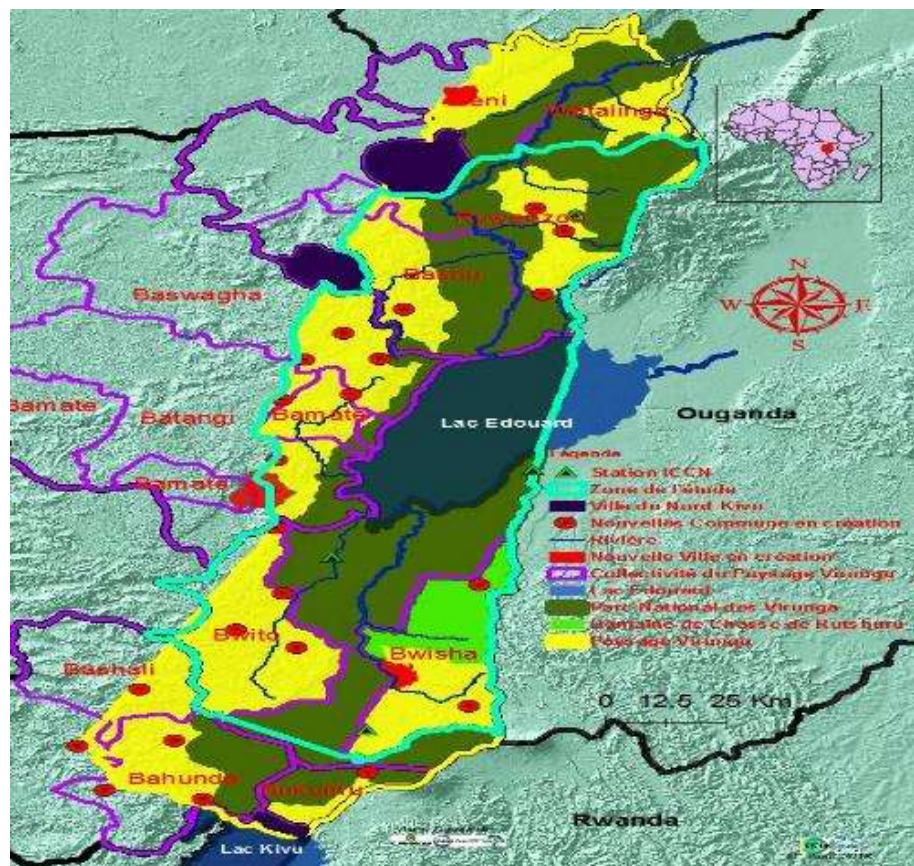 Beni
Watalinga
Ruwenzori
Bashu
N
W E
S
Baswagha
Bamate
Batangi
Bamate
Lac Edouard
Ouganda
Bamate
Légende
Station ICCN
Zone de l'étude
Ville du Nord Kivu
Nouvelles Commune en création
Rivière
Nouvelle Ville en création
Collectivité du Paysage Virunga
Lac Edouard
Parc National des Virunga
Domaine de Chasse de Rutshuru
Paysage Virunga
Bwito
Bwisha
Bashali
0 12.5 25 Km
Bahunde
Bukumu
Rwanda
Lac Kivu